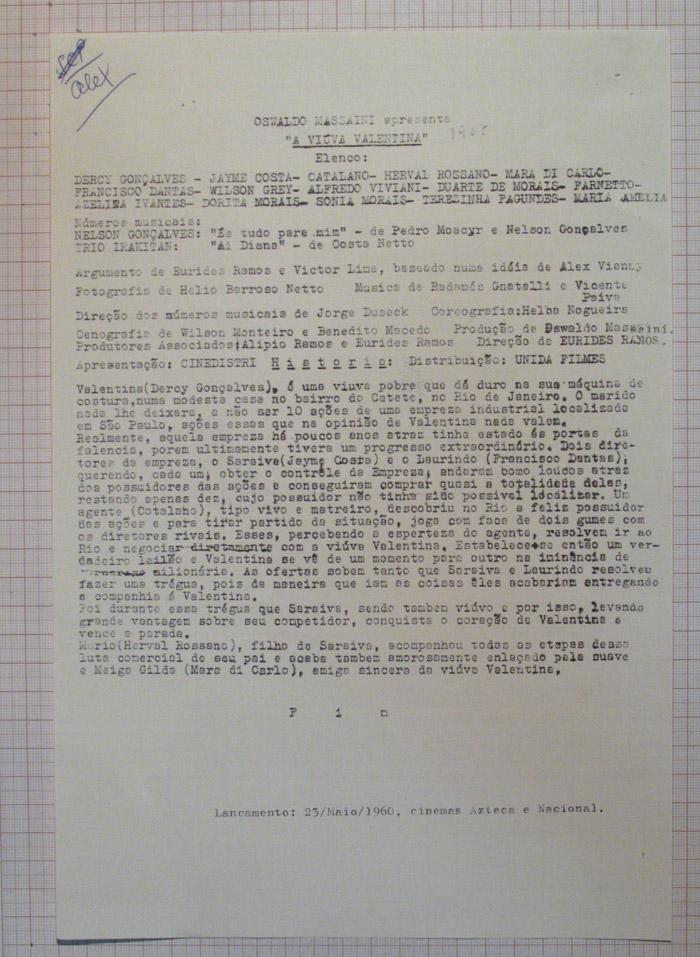 alex
OSWALDO MASSAINI apresenta
"A VIÚVA VALENTINA"
Elenco:
DERCY GONÇALVES - JAYME COSTA- CATALANO- HERVAL ROSSANO- MARA DI CARLO-
FRANCISCO DANTAS- WILSON GREY- ALFREDO VIVIANI- DUARTE DE MORAIS- FARNETTO-
AZELIZA IVANTES- DORITA MORAIS- SONIA MORAIS- TEREZINHA FAGUNDES- MARIA AMELIA
Números musicais:
NELSON GONÇALVES: "És tudo para mim" - de Pedro Moacyr e Nelson Gonçalves
TRIO IRAKITAN: "Ai Diana" - de Costa Netto
Argumento de Eurides Ramos e Victor Lima, baseado numa idéia de Alex Vianny
Fotografia de Helio Barroso Netto Musica de Radamés Gnatelli e Vicente
Paiva
Direção dos números musicais de Jorge Duseck Coreografia:Helba Nogueira
Cenografia de Wilson Monteiro e Benedito Macedo Produção de Oswaldo Massaini.
Produtores Associados:Alipio Ramos e Eurides Ramos Direção de EURIDES RAMOS.
Apresentação: CINEDISTRI H i s t o r i a: Distribuição: UNIDA FILMES
Valentina(Dercy Gonçalves), é uma viuva pobre que dá duro na sua máquina de
costura,numa modesta casa no bairro do Catete, no Rio de Janeiro. O marido
nada lhe deixara, a não ser 10 ações de uma empreza industrial localizada
em São Paulo, ações essas que na opinião de Valentina nada valem.
Realmente, aquela empreza há poucos anos atraz tinha estado ás portas da
falencia, porem ultimamente tivera um progresso extraordinário. Dois dire-
tores da empreza, o Saraiva(Jayme Costa) e o Laurindo (Francisco Dantas),
querendo, cada um, obter o contrôle da Empreza, andaram como loucos atraz
dos possuidores das ações e conseguiram comprar quasi a totalidade delas,
restando apenas dez, cujo possuidor não tinha sido possivel localizar. Um
agente (Catalano), tipo vivo e matreiro, descobriu no Rio a feliz possuidor
das ações e para tirar partido da situação, joga com faca de dois gumes com
os diretores rivais. Esses, percebendo a esperteza do agente, resolvem ir ao
Rio e negociar diretamente com a viúva Valentina. Estabelece-se então um ver-
dadeiro leilão e Valentina se vê de um momento para outro na iminência de
milionária. As ofertas sobem tanto que Saraiva e Laurindo resolveu
fazer uma trégua, pois da maneira que iam as coisas êles acabariam entregando
a companhia á Valentina.
Foi durante essa trégua que Saraiva, sendo tambem viúvo e por isso, levando
grande vantagem sobre seu competidor, conquista o coração de Valentina e
vence a parada.
Mario(Herval Rossano), filho de Saraiva, acompanhou todas as etapas dessa
luta comercial de seu pai e acaba tambem amorosamente enlaçado pela suave
e Meiga Gilda (Mara di Carlo), amiga sincera da viúva Valentina.
F i n
Lancamento: 23/Maio/1960, cinemas Azteca e Nacional.